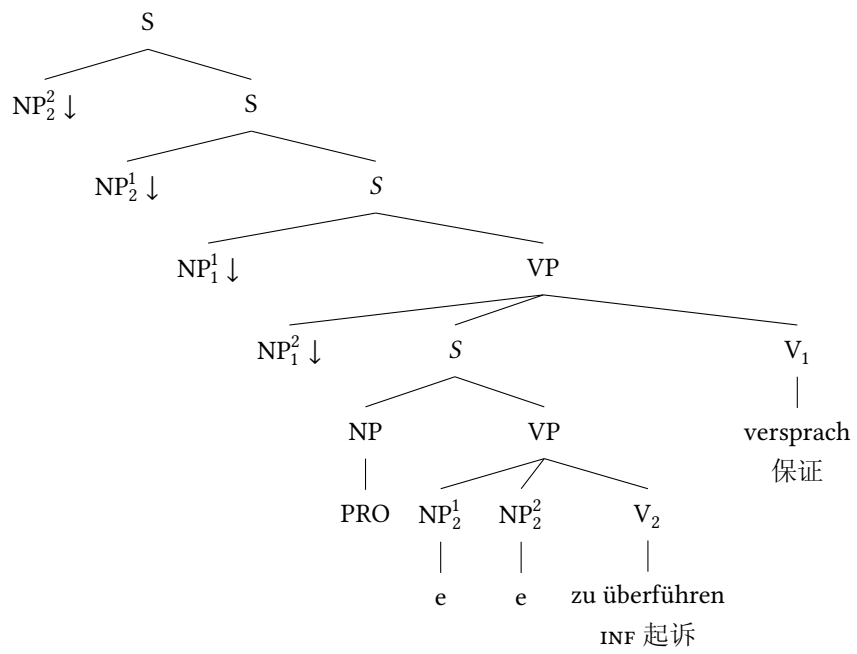 S
NP₂² ↓ S
NP₂¹ ↓ S
NP₁¹ ↓ VP
NP₁² ↓ S V₁
NP VP versprach
保证
PRO NP₂¹ NP₂² V₂
e e zu überführen
INF 起诉